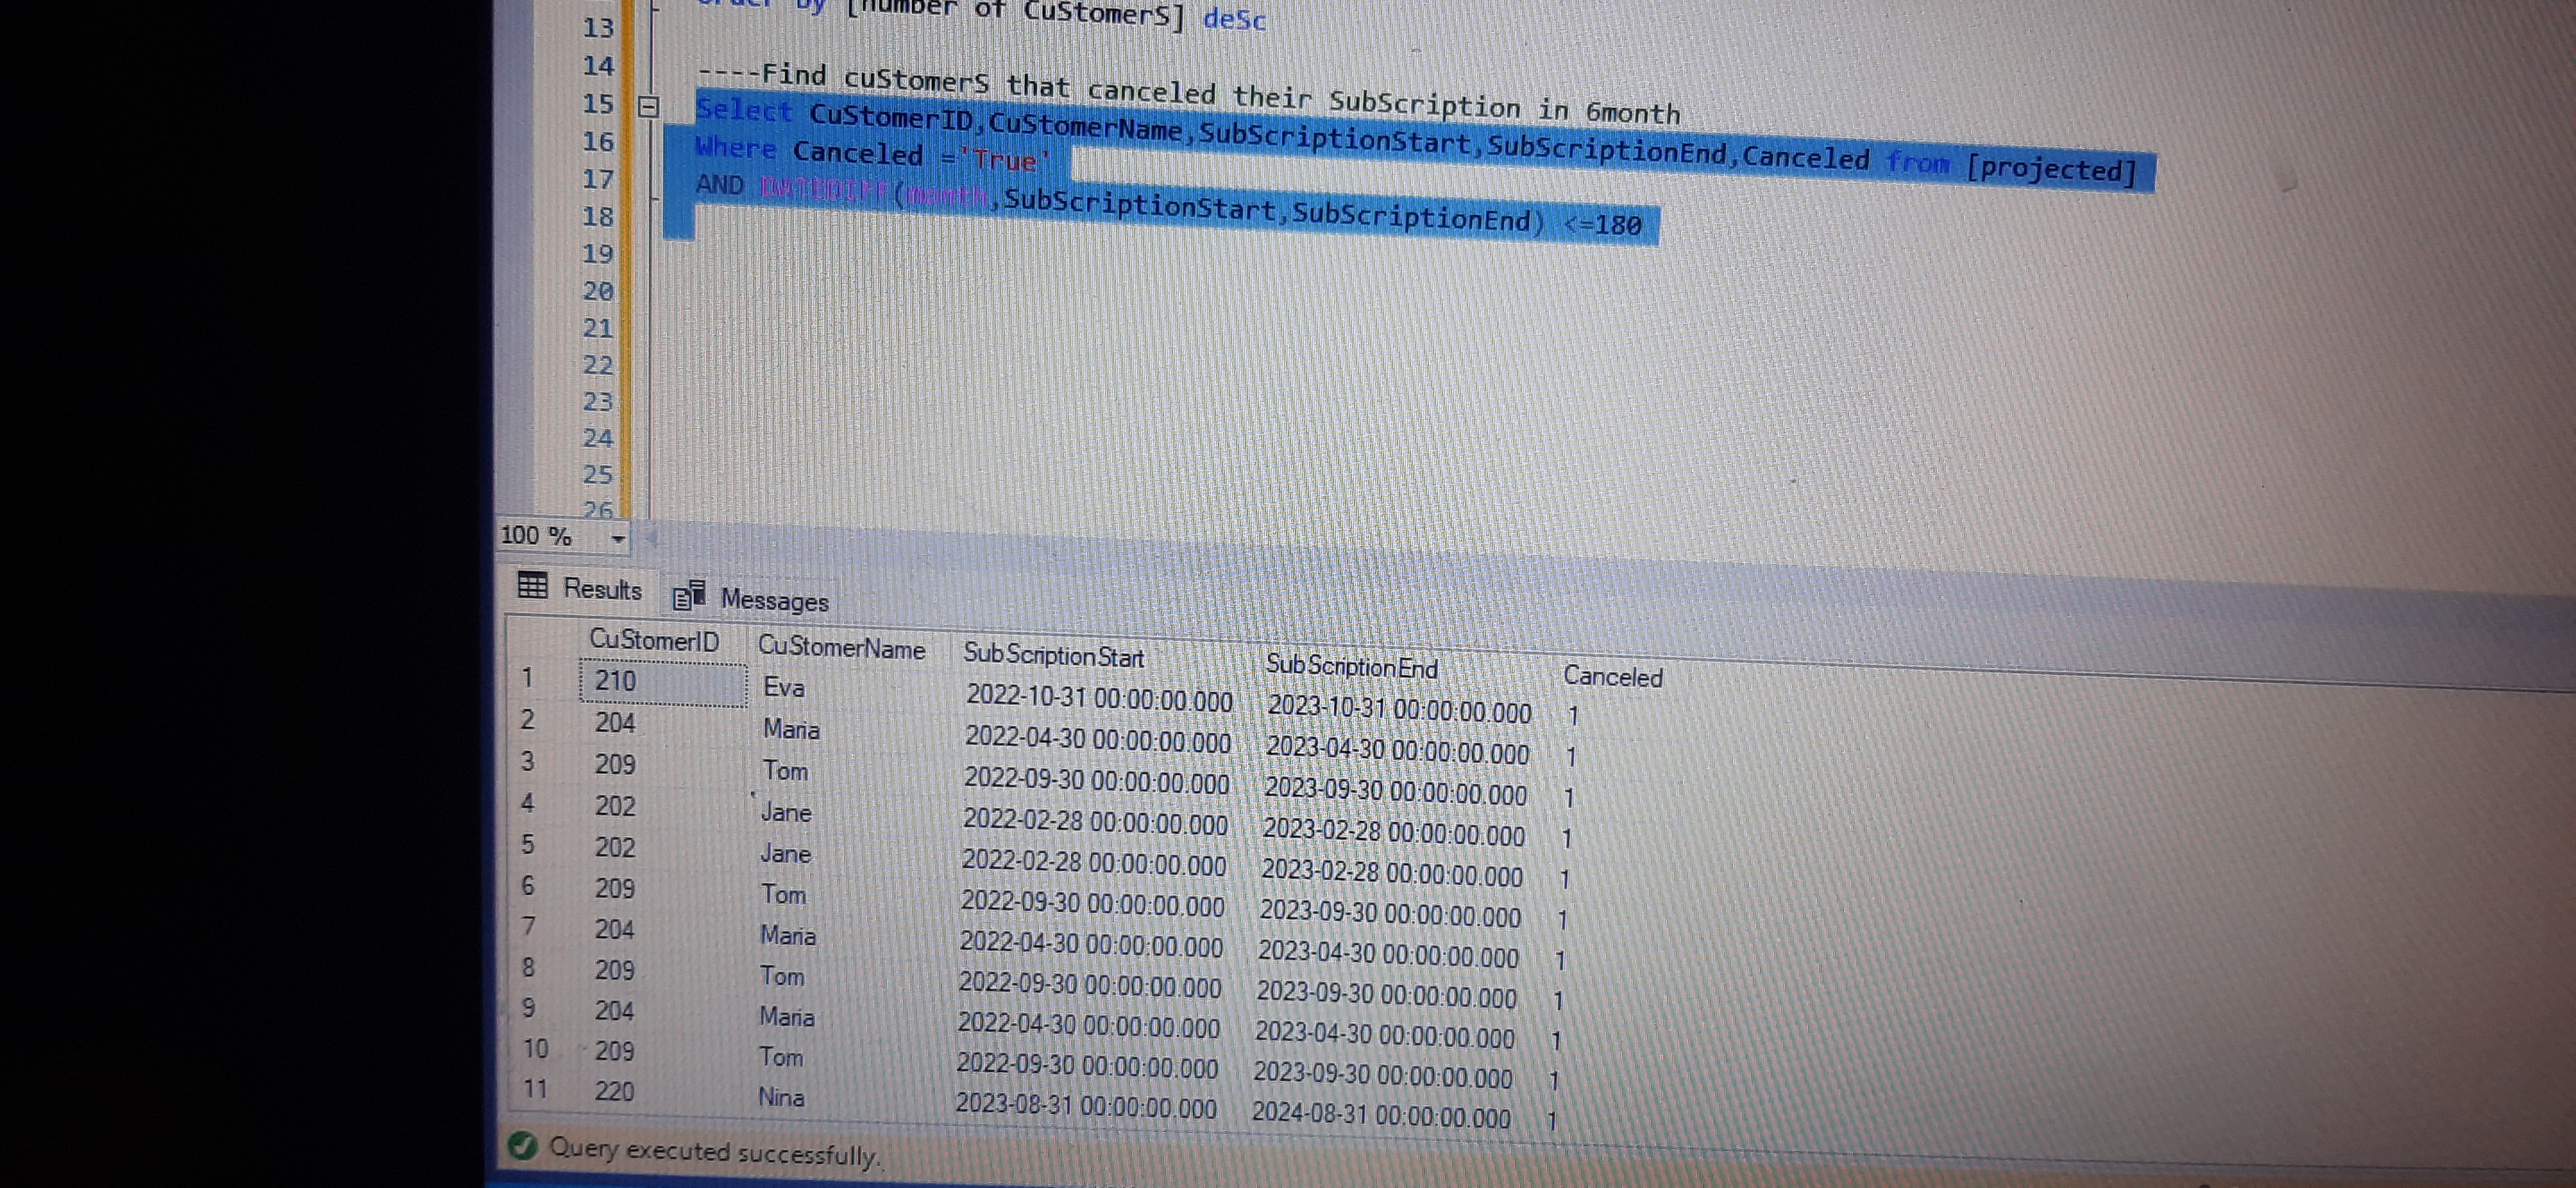 order by [number of CuStomerS] deSc
13
14 ----Find cuStomerS that canceled their SubScription in 6month
15 Select CuStomerID,CuStomerName,SubScriptionStart,SubScriptionEnd,Canceled from [projected]
16 Where Canceled ='True'
17 AND DATEDIFF(month,SubScriptionStart,SubScriptionEnd) <=180
18
19
20
21
22
23
24
25
26
100 %
Results Messages
CuStomerID CuStomerName SubScriptionStart SubScriptionEnd Canceled
1 210 Eva 2022-10-31 00:00:00.000 2023-10-31 00:00:00.000 1
2 204 Maria 2022-04-30 00:00:00.000 2023-04-30 00:00:00.000 1
3 209 Tom 2022-09-30 00:00:00.000 2023-09-30 00:00:00.000 1
4 202 Jane 2022-02-28 00:00:00.000 2023-02-28 00:00:00.000 1
5 202 Jane 2022-02-28 00:00:00.000 2023-02-28 00:00:00.000 1
6 209 Tom 2022-09-30 00:00:00.000 2023-09-30 00:00:00.000 1
7 204 Maria 2022-04-30 00:00:00.000 2023-04-30 00:00:00.000 1
8 209 Tom 2022-09-30 00:00:00.000 2023-09-30 00:00:00.000 1
9 204 Maria 2022-04-30 00:00:00.000 2023-04-30 00:00:00.000 1
10 209 Tom 2022-09-30 00:00:00.000 2023-09-30 00:00:00.000 1
11 220 Nina 2023-08-31 00:00:00.000 2024-08-31 00:00:00.000 1
Query executed successfully.